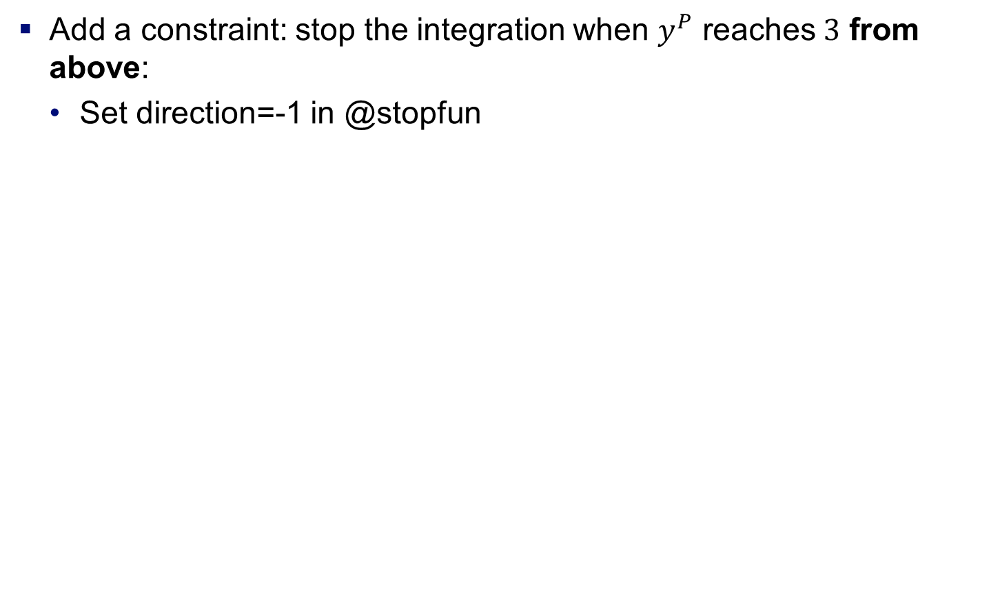 ▪ Add a constraint: stop the integration when y^P reaches 3 from
above:
• Set direction=-1 in @stopfun